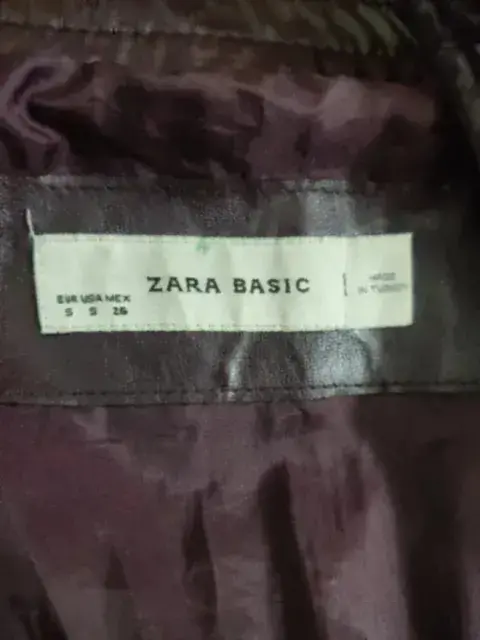 ZARA BASIC
EUR USA MEX
S S 26
MADE
IN TURKEY